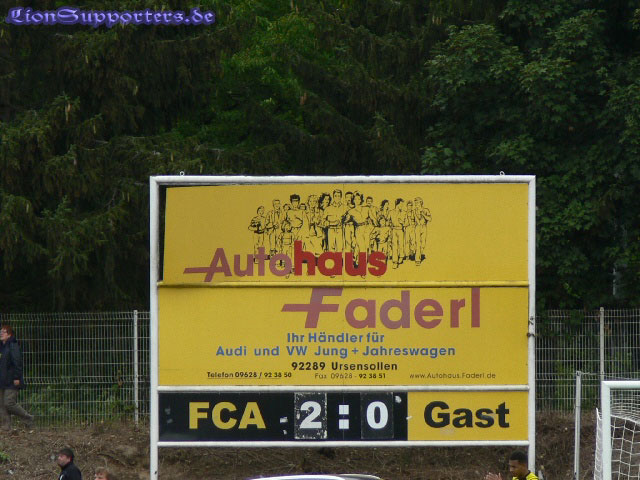 LionSupporters.de
Autohaus
Faderl
Ihr Händler für
Audi und VW Jung + Jahreswagen
92289 Ursensollen
Telefon 09628 / 92 38 50 Fax 09628 - 92 38 51 www.Autohaus.Faderl.de
FCA 2:0 Gast